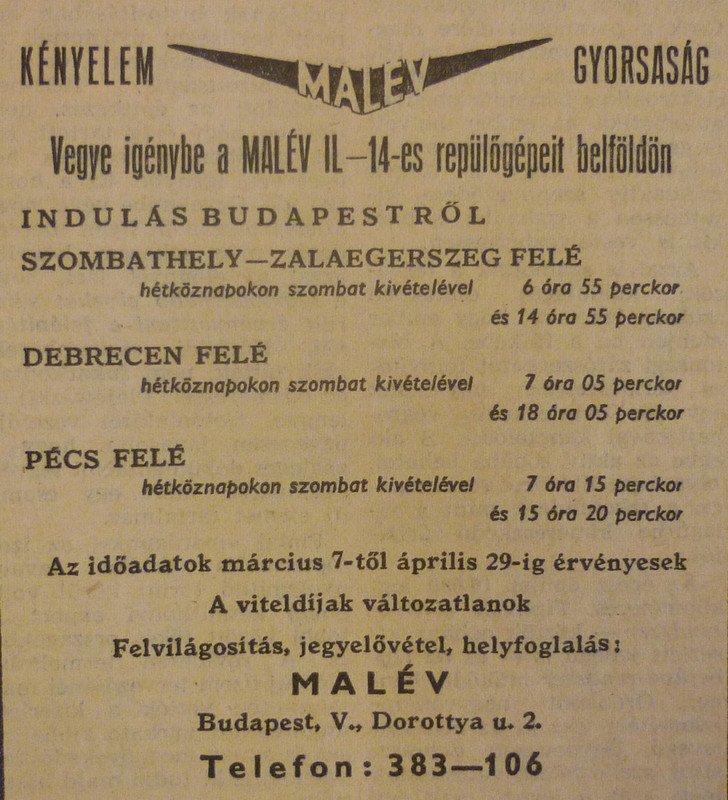 KÉNYELEM MALÉV GYORSASÁG
Vegye igénybe a MALÉV IL—14-es repülőgépeit belföldön
INDULÁS BUDAPESTRŐL
SZOMBATHELY—ZALAEGERSZEG FELÉ
hétköznapokon szombat kivételével 6 óra 55 perckor
és 14 óra 55 perckor
DEBRECEN FELÉ
hétköznapokon szombat kivételével 7 óra 05 perckor
és 18 óra 05 perckor
PÉCS FELÉ
hétköznapokon szombat kivételével 7 óra 15 perckor
és 15 óra 20 perckor
Az időadatok március 7-től április 29-ig érvényesek
A viteldíjak változatlanok
Felvilágosítás, jegyelővétel, helyfoglalás:
MALÉV
Budapest, V., Dorottya u. 2.
Telefon: 383—106